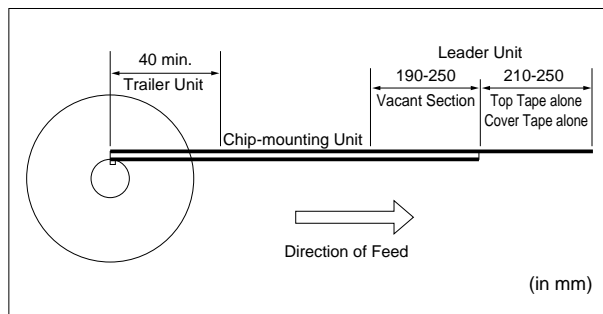 Leader Unit
40 min.
190-250
210-250
Trailer Unit
Vacant Section
Top Tape alone
Cover Tape alone
Chip-mounting Unit
Direction of Feed
(in mm)